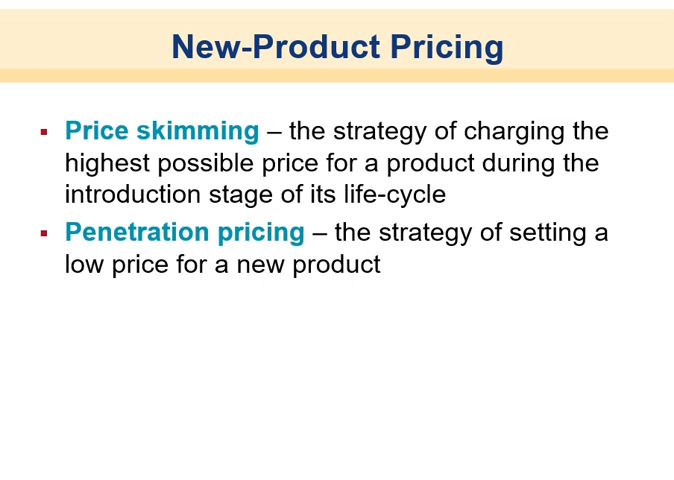 New-Product Pricing
▪ Price skimming – the strategy of charging the
highest possible price for a product during the
introduction stage of its life-cycle
▪ Penetration pricing – the strategy of setting a
low price for a new product